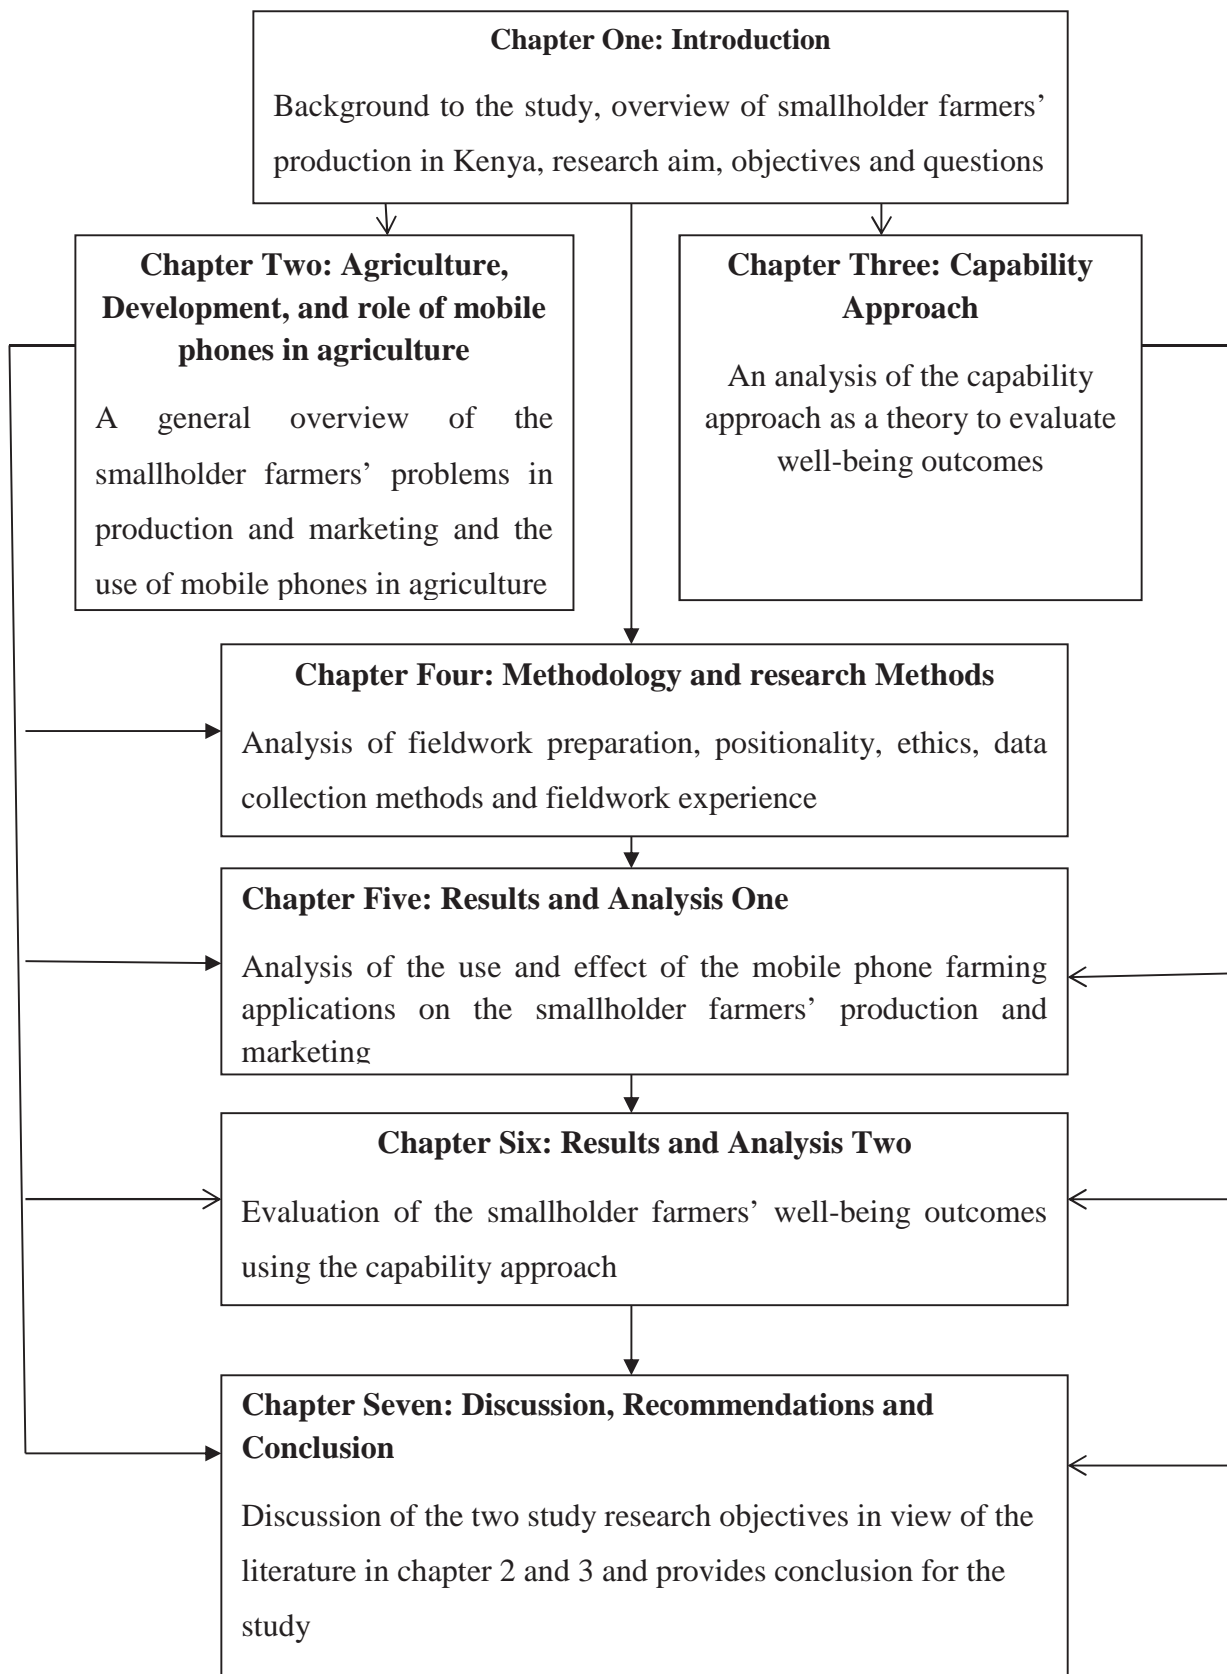 Chapter One: Introduction
Background to the study, overview of smallholder farmers’
production in Kenya, research aim, objectives and questions
Chapter Two: Agriculture,
Development, and role of mobile
phones in agriculture
A general overview of the
smallholder farmers’ problems in
production and marketing and the
use of mobile phones in agriculture
Chapter Three: Capability
Approach
An analysis of the capability
approach as a theory to evaluate
well-being outcomes
Chapter Four: Methodology and research Methods
Analysis of fieldwork preparation, positionality, ethics, data
collection methods and fieldwork experience
Chapter Five: Results and Analysis One
Analysis of the use and effect of the mobile phone farming
applications on the smallholder farmers’ production and
marketing
Chapter Six: Results and Analysis Two
Evaluation of the smallholder farmers’ well-being outcomes
using the capability approach
Chapter Seven: Discussion, Recommendations and
Conclusion
Discussion of the two study research objectives in view of the
literature in chapter 2 and 3 and provides conclusion for the
study